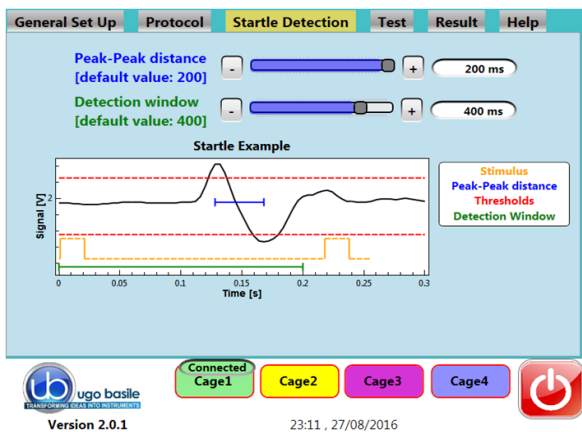 General Set Up Protocol Startle Detection Test Result Help
Peak-Peak distance
[default value: 200]
- + 200 ms
Detection window
[default value: 400]
- + 400 ms
Startle Example
Signal [V]
2
0 0.05 0.1 0.15 0.2 0.25 0.3
Time [s]
Stimulus
Peak-Peak distance
Thresholds
Detection Window
ub ugo basile
TRANSFORMING IDEAS INTO INSTRUMENTS
Version 2.0.1
Connected
Cage1 Cage2 Cage3 Cage4
23:11 , 27/08/2016